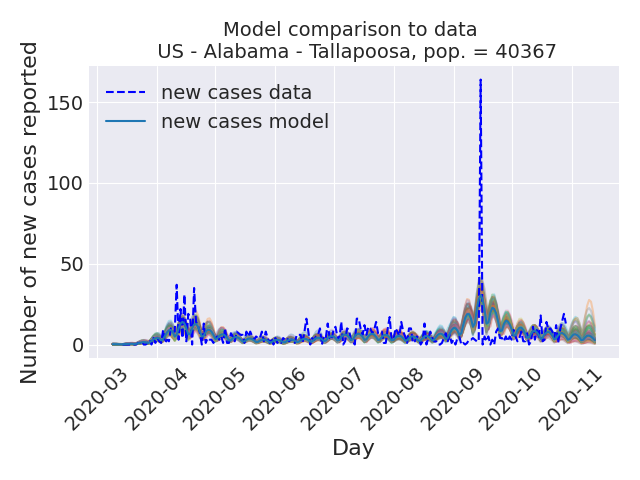 Model comparison to data
US - Alabama - Tallapoosa, pop. = 40367
Number of new cases reported
150
100
50
0
new cases data
new cases model
2020-03
2020-04
2020-05
2020-06
2020-07
2020-08
2020-09
2020-10
2020-11
Day